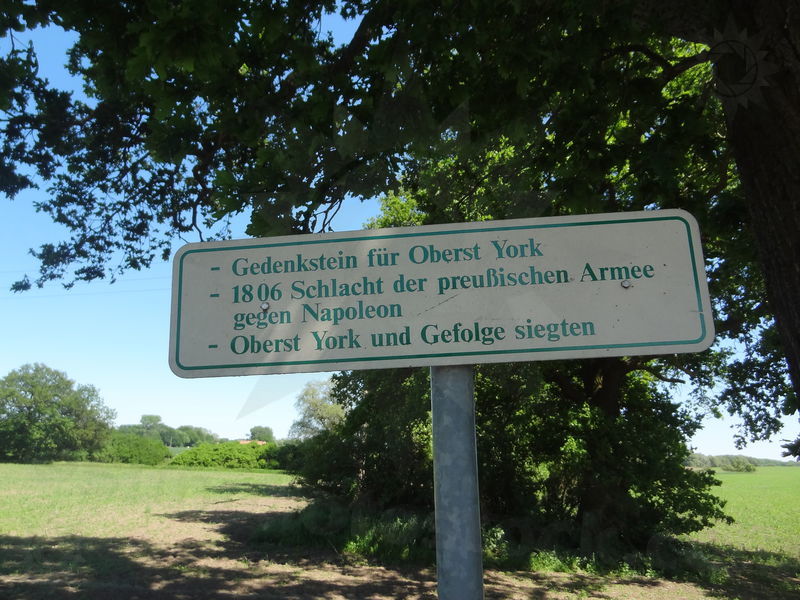 - Gedenkstein für Oberst York
- 1806 Schlacht der preußischen Armee
gegen Napoleon
- Oberst York und Gefolge siegten